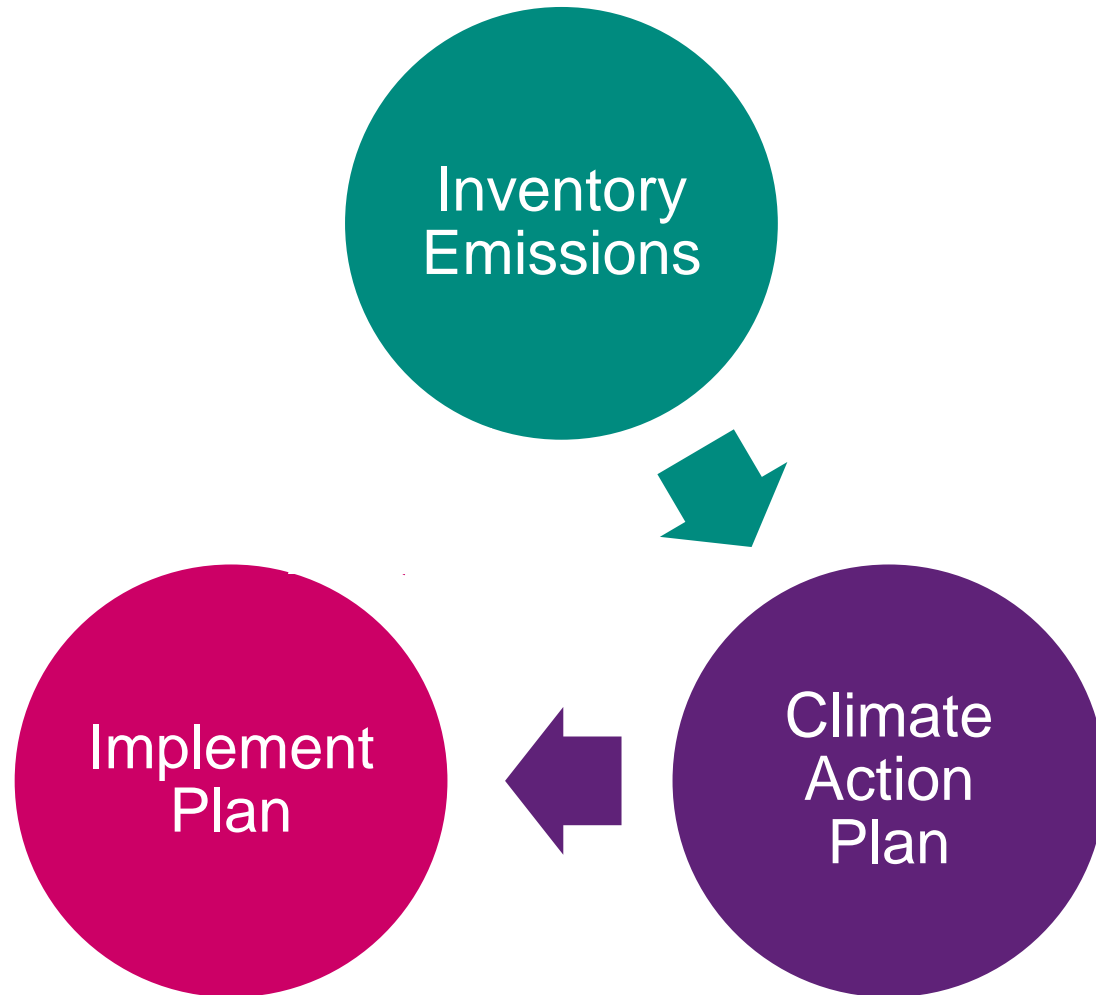 Inventory
Emissions
Climate
Action
Plan
Implement
Plan